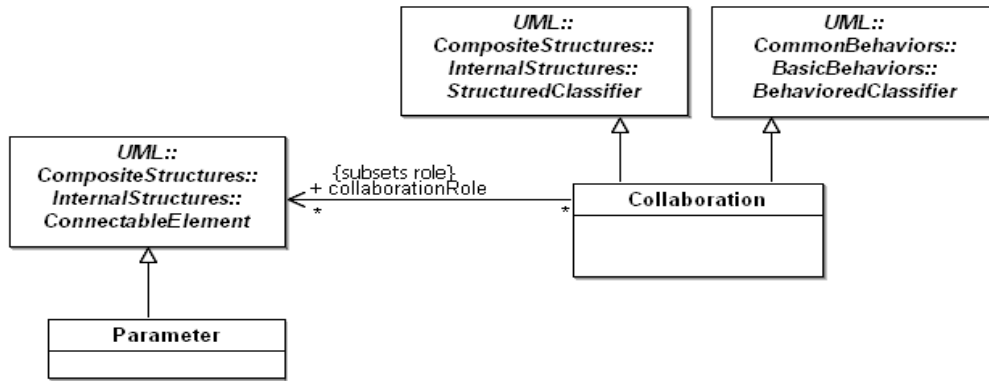 UML::
CompositeStructures::
InternalStructures::
StructuredClassifier
UML::
CommonBehaviors::
BasicBehaviors::
BehavioredClassifier
UML::
CompositeStructures::
InternalStructures::
ConnectableElement
{subsets role}
+ collaborationRole
*
*
Collaboration
Parameter